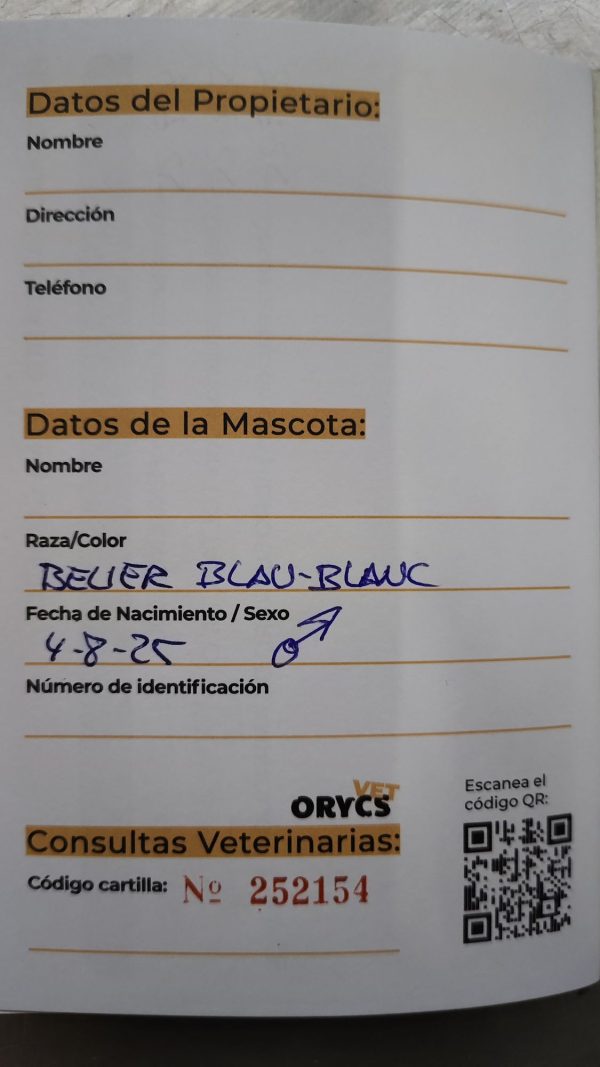 Datos del Propietario:
Nombre
Dirección
Teléfono
Datos de la Mascota:
Nombre
Raza/Color
BELIER BLAU-BLANC
Fecha de Nacimiento / Sexo
4-8-25 ♂
Número de identificación
VET
ORYCS
Escanea el
código QR:
Consultas Veterinarias:
Código cartilla: Nº 252154